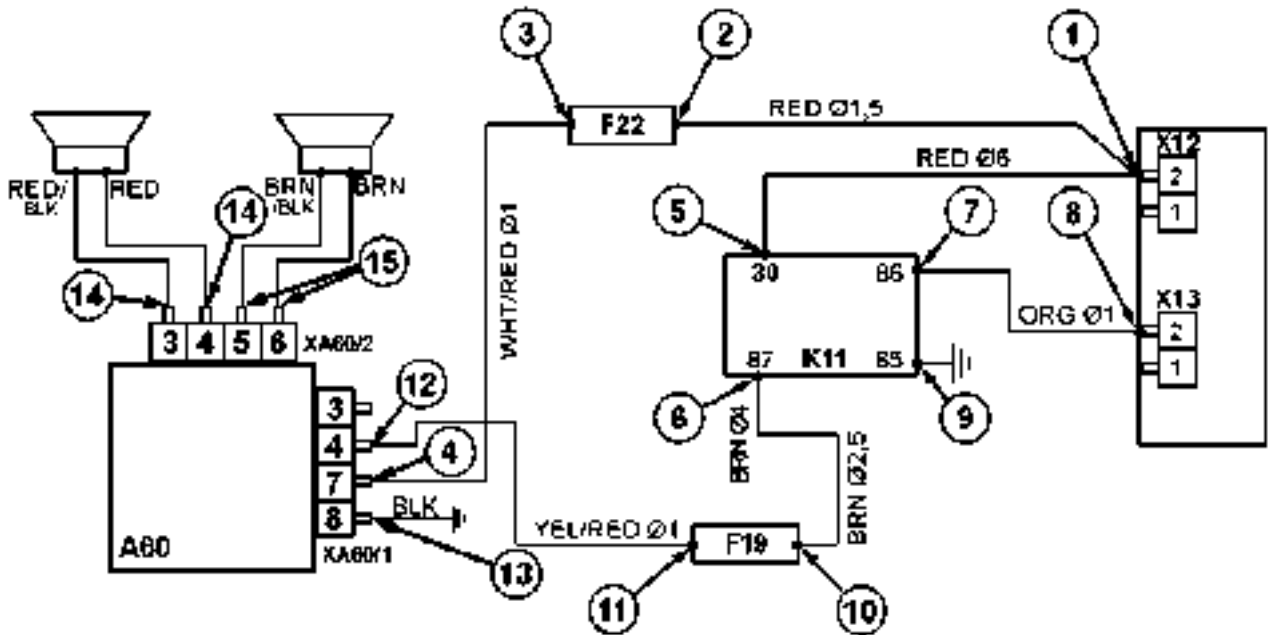 3 2 1
F22 RED Ø1,5 X12
RED Ø6 2
1
RED/
BLK RED BRN
/BLK BRN
14 5 7 8
15
14 WHT/RED Ø1 30 86 X13
ORG Ø1 2
3 4 5 6 XA60/2 1
87 K11 85
12
3
4 6 9
4
7 BRN Ø4 BRN Ø2,5
8 BLK
YEL/RED Ø1 F19
A60 XA60/1
13 11 10